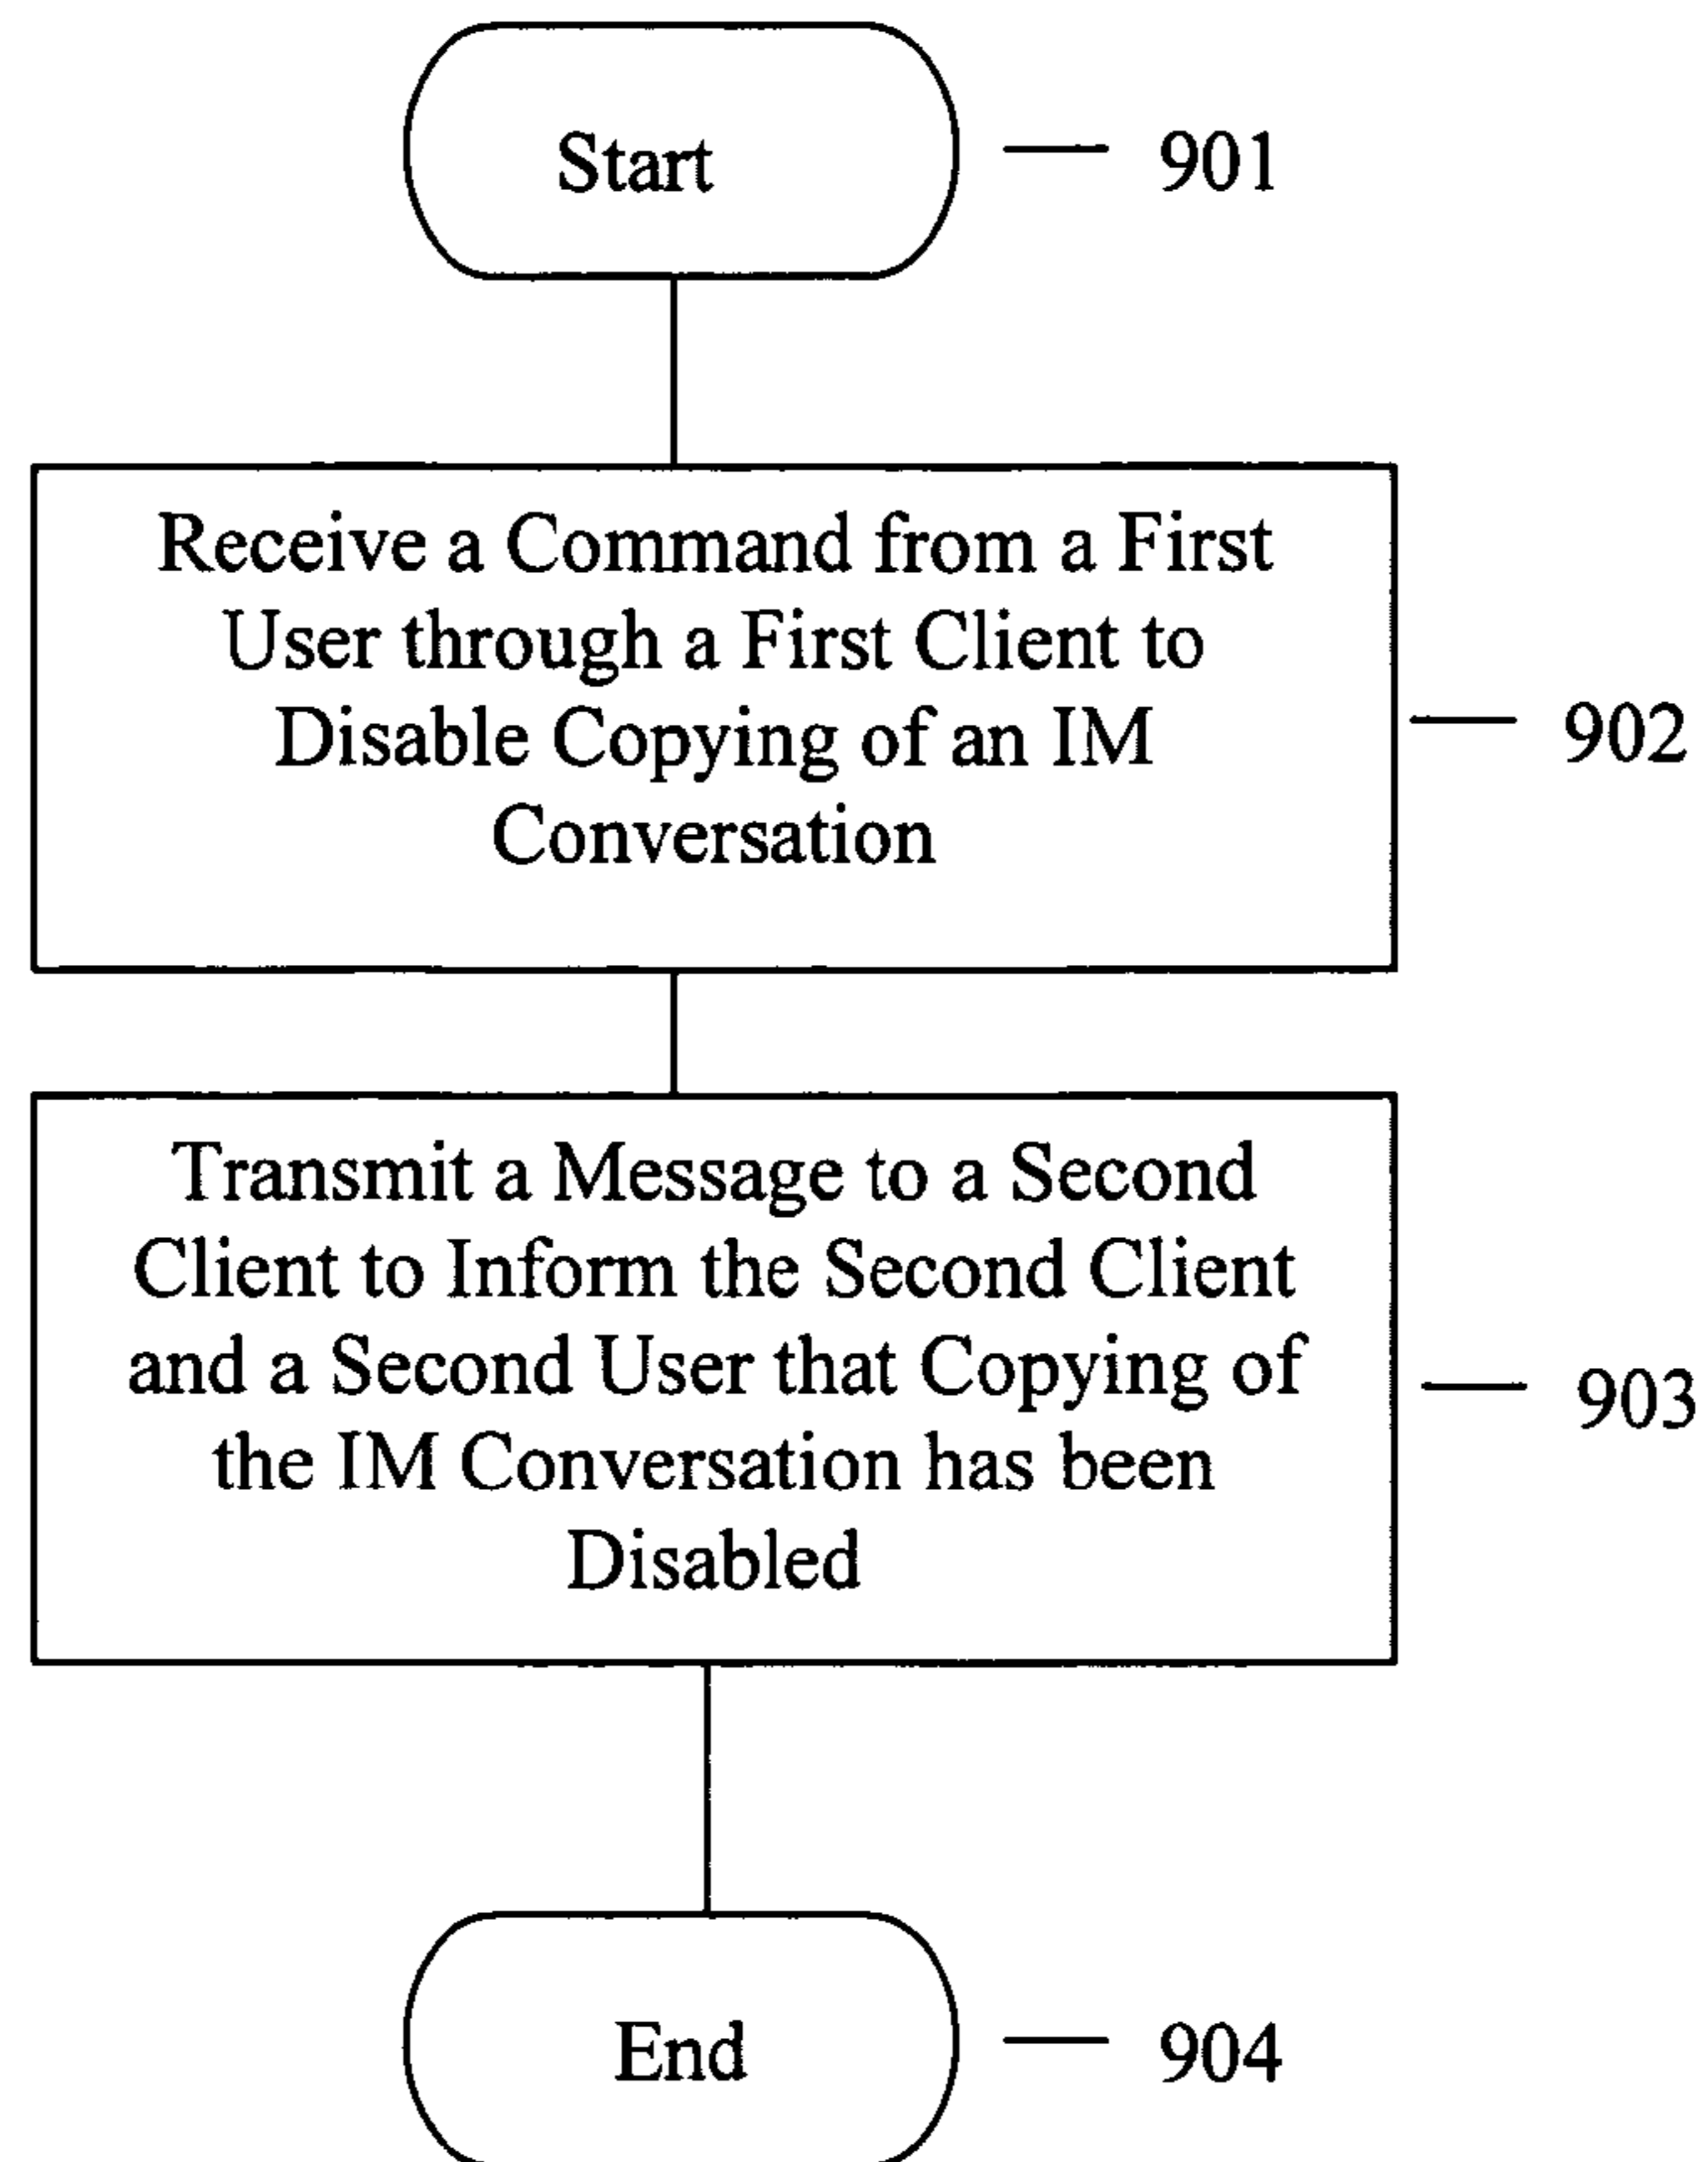 Start
901
Receive a Command from a First
User through a First Client to
Disable Copying of an IM
Conversation
902
Transmit a Message to a Second
Client to Inform the Second Client
and a Second User that Copying of
the IM Conversation has been
Disabled
903
End
904